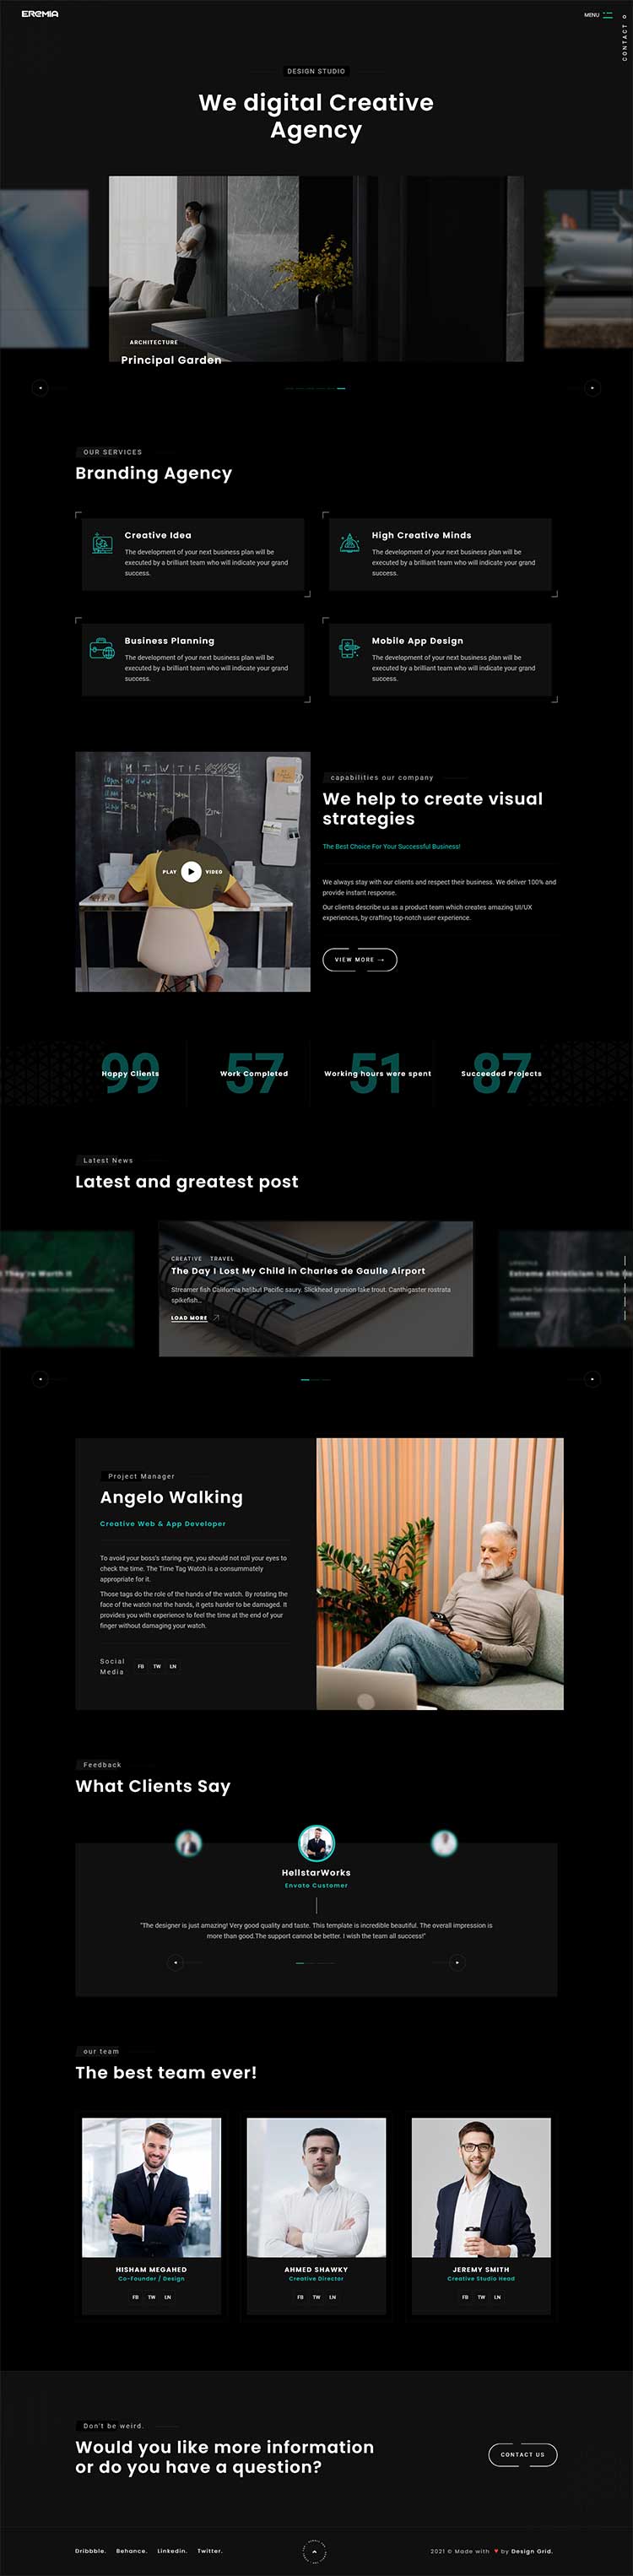 EREMIA
MENU
CONTACT
DESIGN STUDIO
We digital Creative
Agency
ARCHITECTURE
Principal Garden
OUR SERVICES
Branding Agency
Creative Idea
The development of your next business plan will be
executed by a brilliant team who will indicate your grand
success.
High Creative Minds
The development of your next business plan will be
executed by a brilliant team who will indicate your grand
success.
Business Planning
The development of your next business plan will be
executed by a brilliant team who will indicate your grand
success.
Mobile App Design
The development of your next business plan will be
executed by a brilliant team who will indicate your grand
success.
M T W T F
PLAY VIDEO
capabilities our company
We help to create visual
strategies
The Best Choice For Your Successful Business!
We always stay with our clients and respect their business. We deliver 100% and
provide instant response.
Our clients describe us as a product team which creates amazing UI/UX
experiences, by crafting top-notch user experience.
VIEW MORE →
99
Happy Clients
57
Work Completed
51
Working hours were spent
87
Succeeded Projects
Latest News
Latest and greatest post
They're Worth It
CREATIVE TRAVEL
The Day I Lost My Child in Charles de Gaulle Airport
Streamer fish California halibut Pacific saury. Slickhead grunion lake trout. Canthigaster rostrata
spikefish...
LOAD MORE
LIFESTYLE
Extreme Athleticism Is the
LOAD MORE
Project Manager
Angelo Walking
Creative Web & App Developer
To avoid your boss's staring eye, you should not roll your eyes to
check the time. The Time Tag Watch is a consummately
appropriate for it.
Those tags do the role of the hands of the watch. By rotating the
face of the watch not the hands, it gets harder to be damaged. It
provides you with experience to feel the time at the end of your
finger without damaging your watch.
Social
Media
FB TW LN
Feedback
What Clients Say
HellstarWorks
Envato Customer
"The designer is just amazing! Very good quality and taste. This template is incredible beautiful. The overall impression is
more than good.The support cannot be better. I wish the team all success!"
our team
The best team ever!
HISHAM MEGAHED
Co-Founder / Design
FB TW LN
AHMED SHAWKY
Creative Director
FB TW LN
JEREMY SMITH
Creative Studio Head
FB TW LN
Don't be weird.
Would you like more information
or do you have a question?
CONTACT US
Dribbble. Behance. Linkedin. Twitter.
2021 © Made with ♥ by Design Grid.